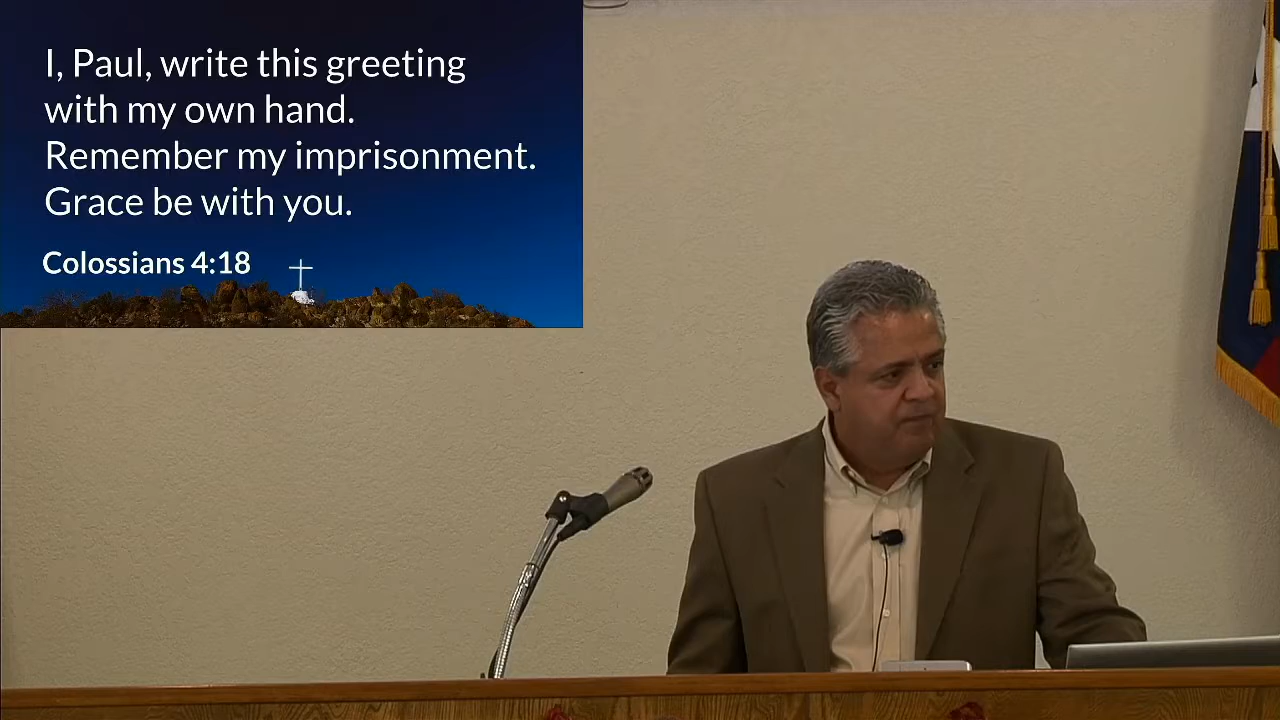 I, Paul, write this greeting
with my own hand.
Remember my imprisonment.
Grace be with you.
Colossians 4:18